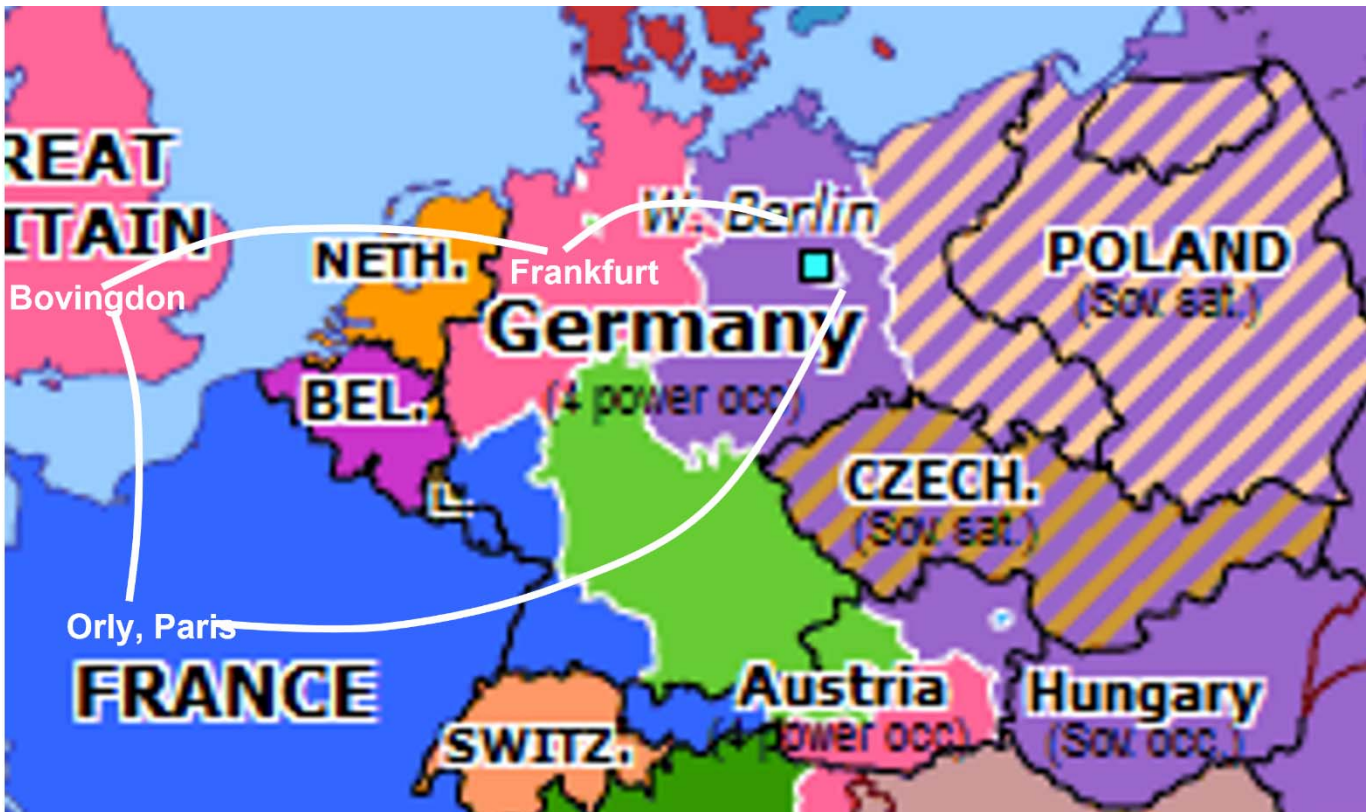 REAT
ITAIN
W. Berlin
NETH.
Frankfurt
POLAND
(Sov. sat.)
Bovingdon
Germany
(4 power occ)
BEL.
CZECH.
(Sov. sat.)
L
Orly, Paris
FRANCE
Austria
(4 power occ)
Hungary
(Sov. occ.)
SWITZ.